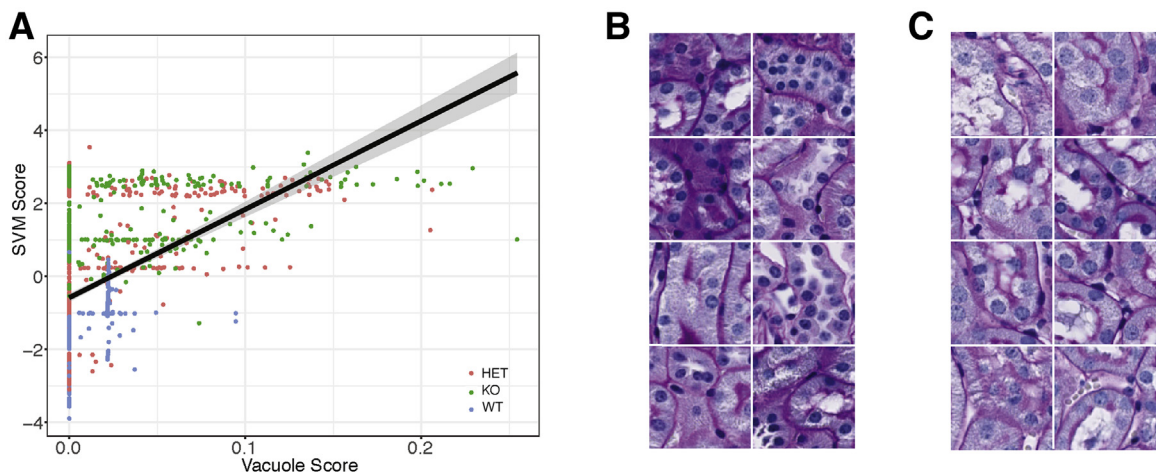 A
B
C
SVM Score
6
4
2
0
−2
−4
HET
KO
WT
0.0
0.1
0.2
Vacuole Score